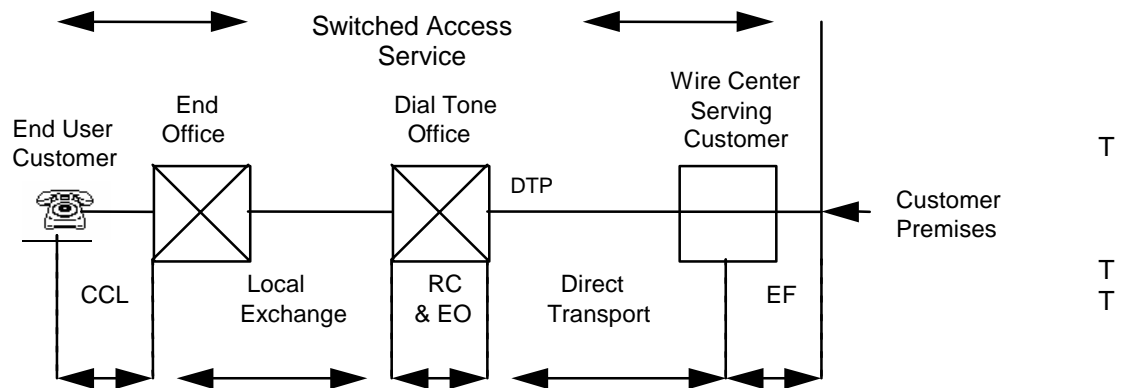 Switched Access
Service
End User
Customer
End
Office
Dial Tone
Office
Wire Center
Serving
Customer
T
DTP
Customer
Premises
CCL
Local
Exchange
RC
& EO
Direct
Transport
EF
T
T